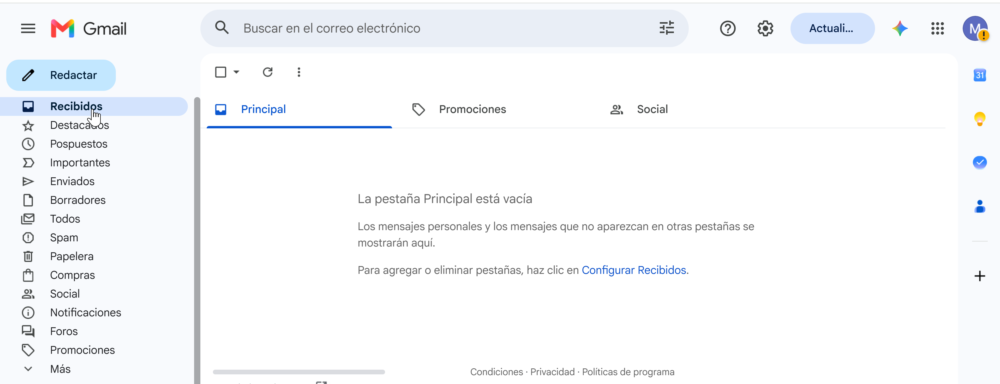 Gmail
Buscar en el correo electrónico
Actuali...
M
Redactar
Recibidos
Destacados
Pospuestos
Importantes
Enviados
Borradores
Todos
Spam
Papelera
Compras
Social
Notificaciones
Foros
Promociones
Más
Principal
Promociones
Social
La pestaña Principal está vacía
Los mensajes personales y los mensajes que no aparezcan en otras pestañas se
mostrarán aquí.
Para agregar o eliminar pestañas, haz clic en Configurar Recibidos.
Condiciones · Privacidad · Políticas de programa
31